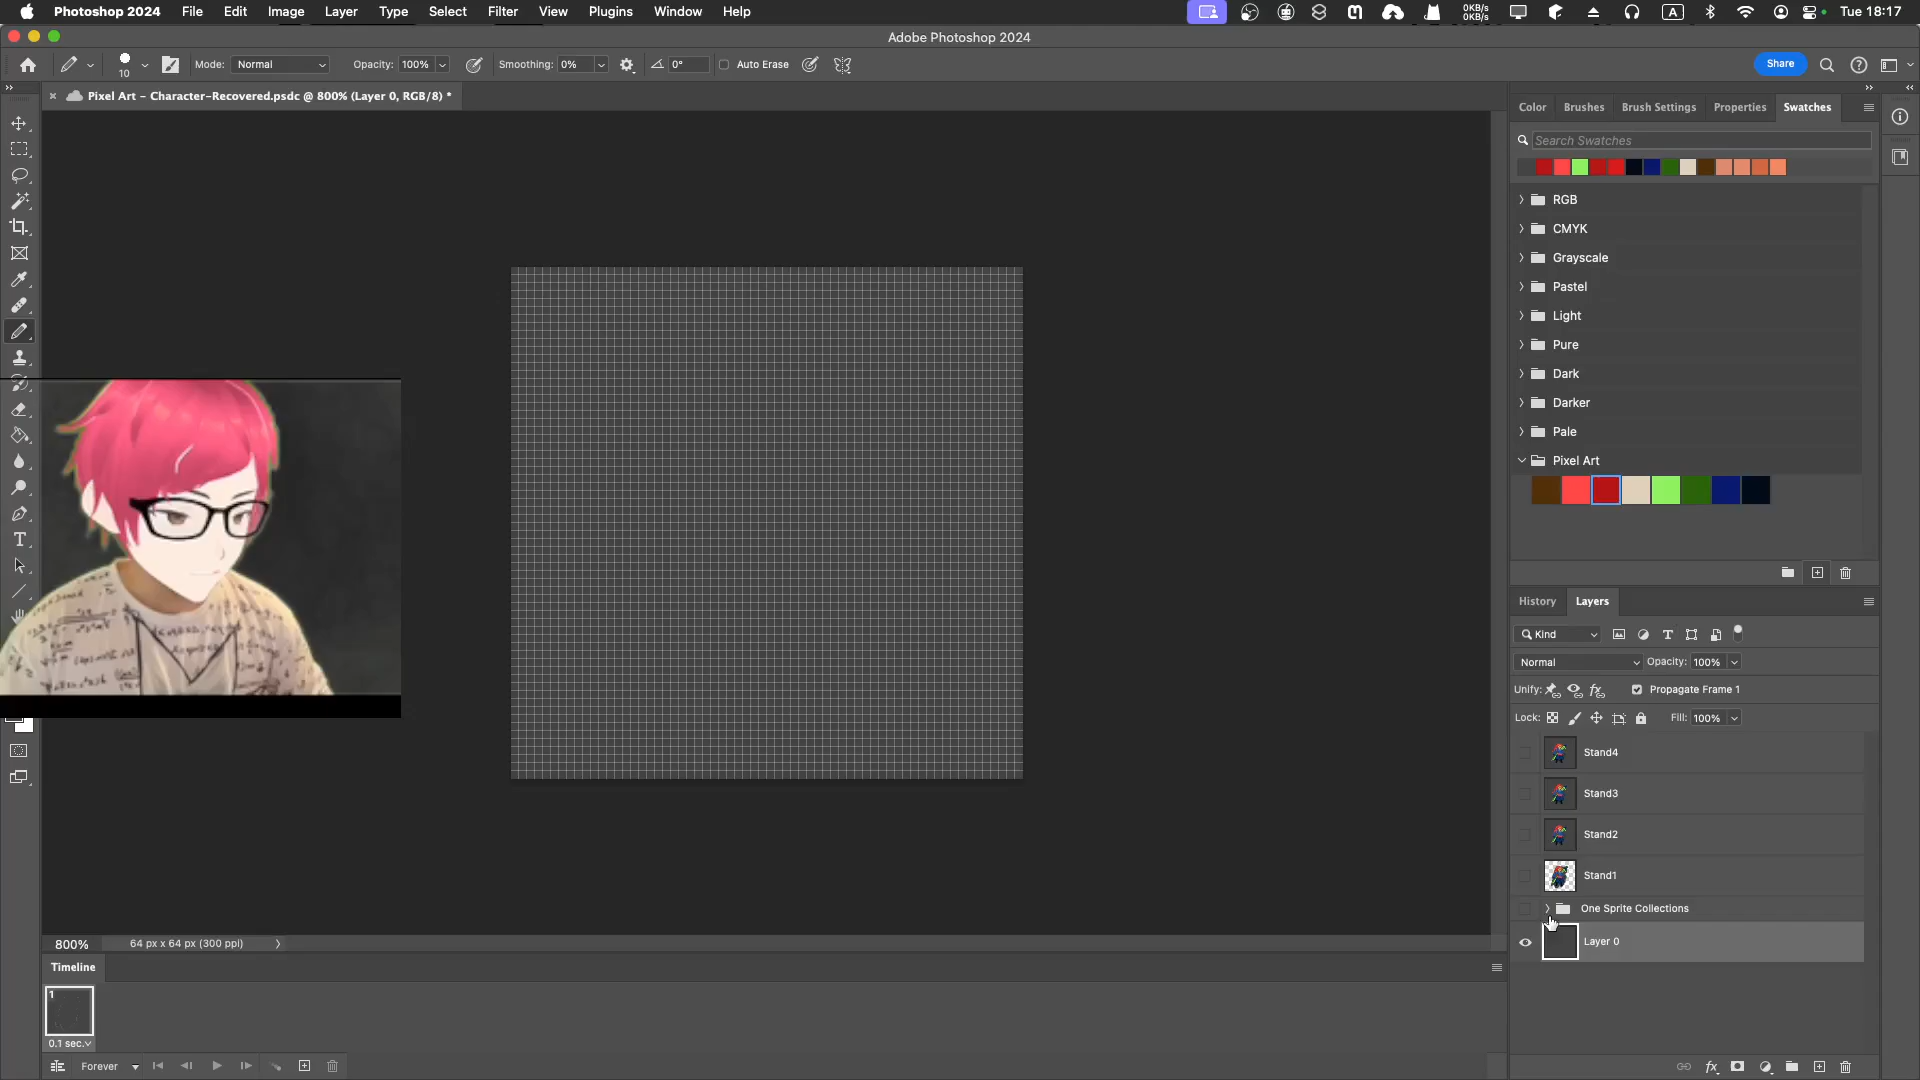 Photoshop 2024 File Edit Image Layer Type Select Filter View Plugins Window Help 0KB/s 0KB/s A Tue 18:17
Adobe Photoshop 2024
10 Mode: Normal Opacity: 100% Smoothing: 0% 0° Auto Erase Share
Pixel Art – Character-Recovered.psdc @ 800% (Layer 0, RGB/8) *
Color Brushes Brush Settings Properties Swatches
Search Swatches
RGB
CMYK
Grayscale
Pastel
Light
Pure
Dark
Darker
Pale
Pixel Art
History Layers
Kind
Normal Opacity: 100%
Unify: Propagate Frame 1
Lock: Fill: 100%
Stand4
Stand3
Stand2
Stand1
One Sprite Collections
Layer 0
800% 64 px x 64 px (300 ppi)
Timeline
1
0.1 sec.
Forever